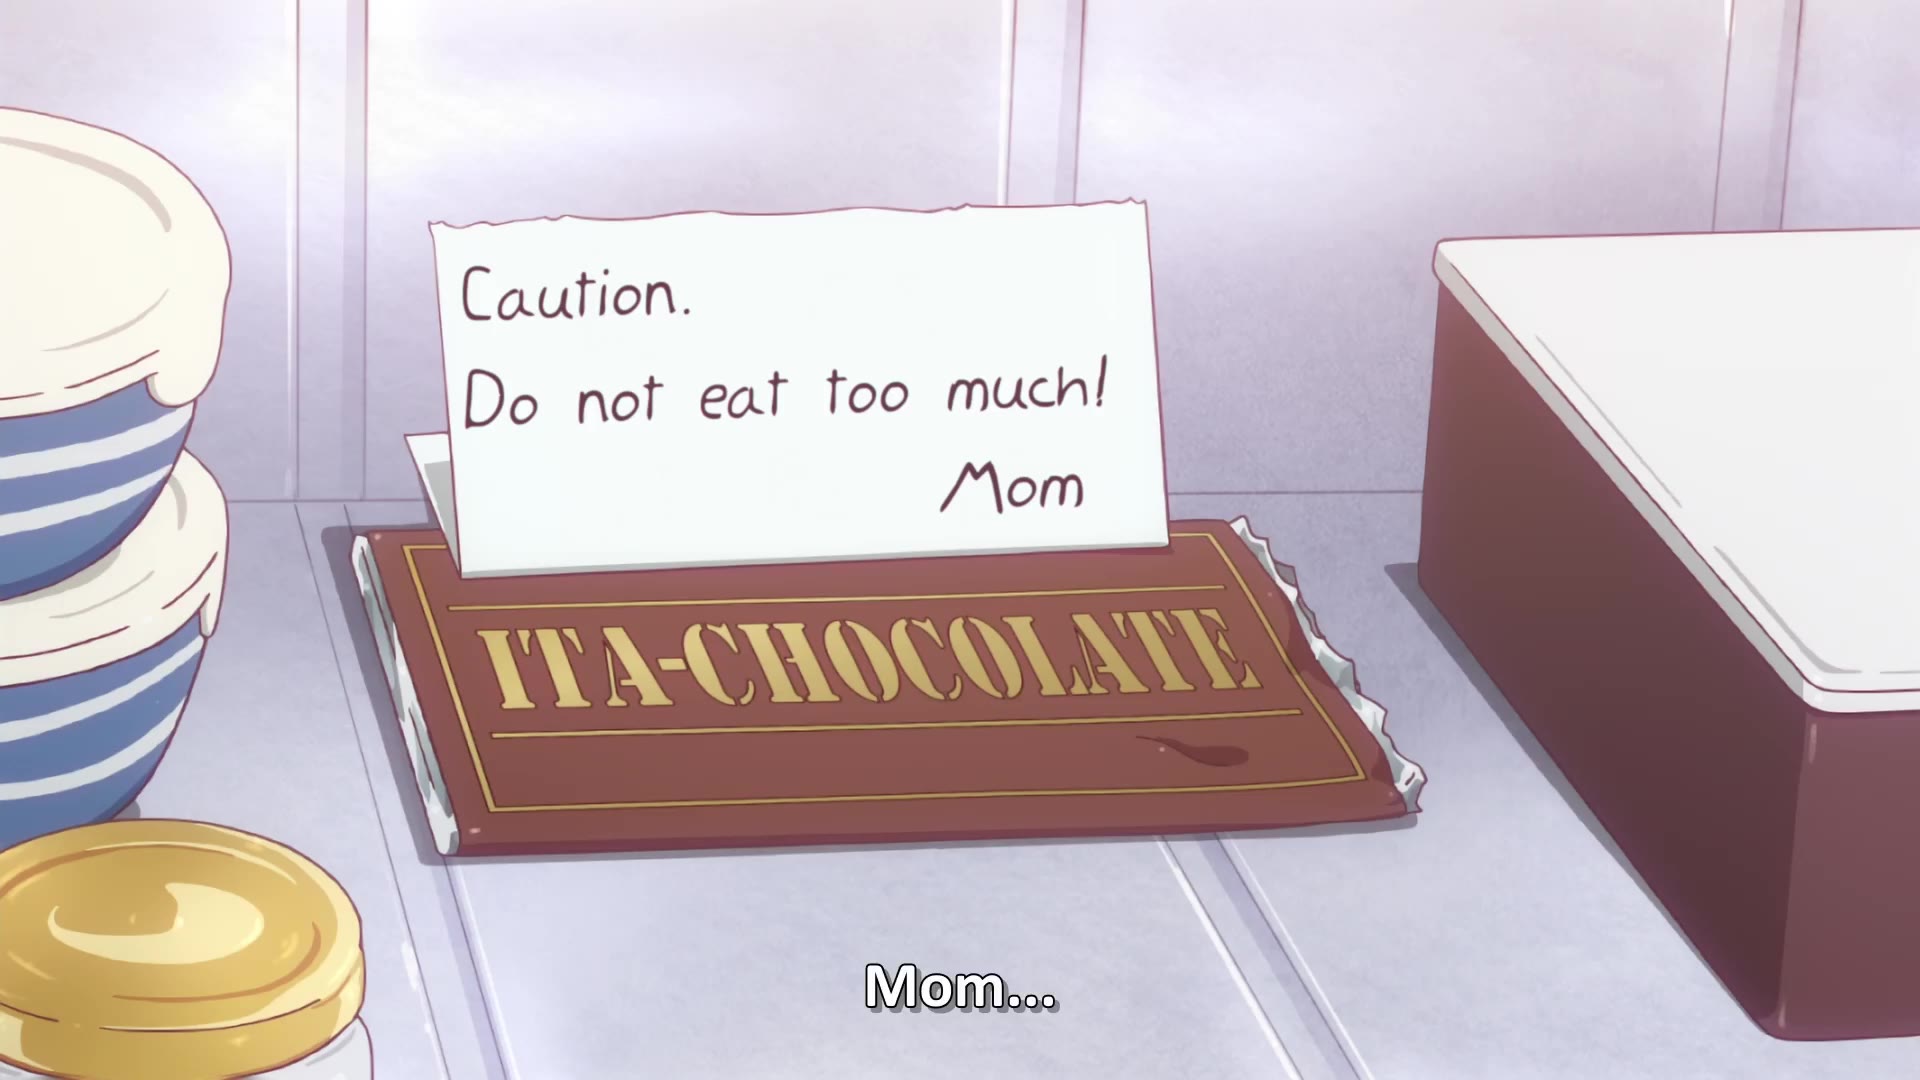 Caution.
Do not eat too much!
Mom
ITA-CHOCOLATE
Mom...